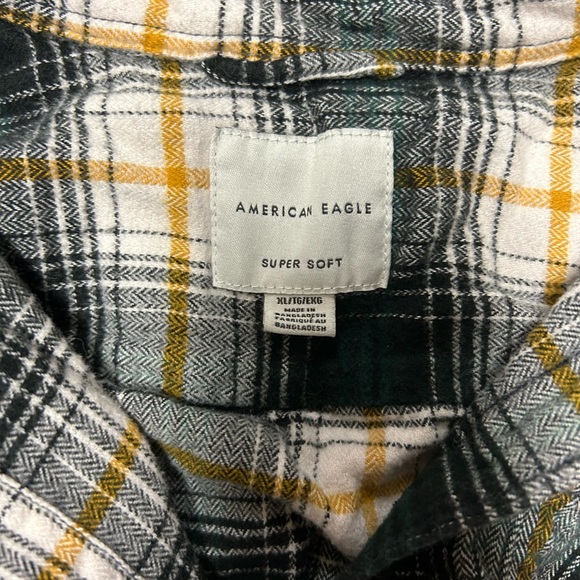 AMERICAN EAGLE
SUPER SOFT
XL/TG/EXG
MADE IN
BANGLADESH
FABRIQUÉ AU
BANGLADESH